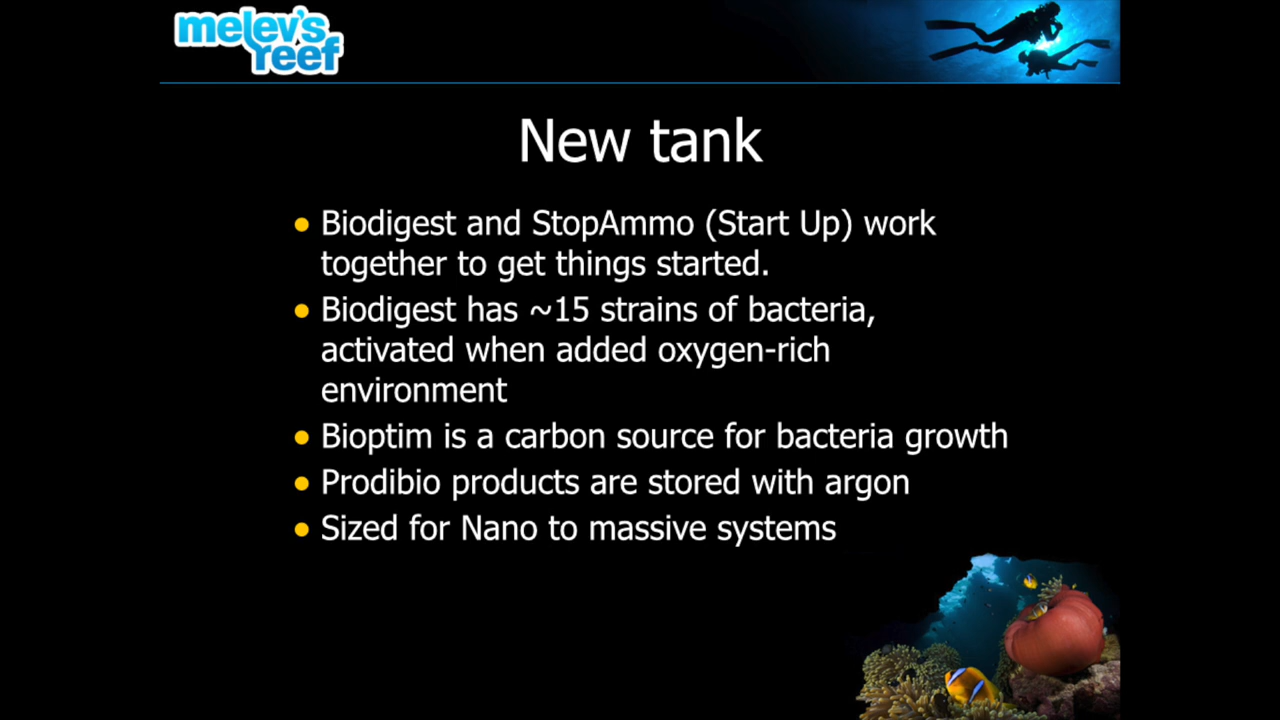 melev's
reef
New tank
Biodigest and StopAmmo (Start Up) work
together to get things started.
Biodigest has ~15 strains of bacteria,
activated when added oxygen-rich
environment
Bioptim is a carbon source for bacteria growth
Prodibio products are stored with argon
Sized for Nano to massive systems